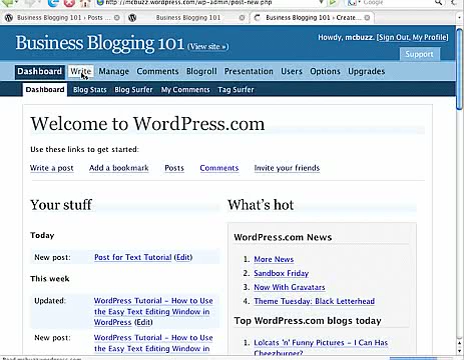 http://mcbuzz.wordpress.com/wp-admin/post-new.php
Business Blogging 101 › Posts
Business Blogging 101
Business Blogging 101 › Create...
Business Blogging 101 (View site »)
Howdy, mcbuzz. [Sign Out, My Profile]
Support
Dashboard Write Manage Comments Blogroll Presentation Users Options Upgrades
Dashboard Blog Stats Blog Surfer My Comments Tag Surfer
Welcome to WordPress.com
Use these links to get started:
Write a post Add a bookmark Posts Comments Invite your friends
Your stuff
Today
New post: Post for Text Tutorial (Edit)
This week
Updated: WordPress Tutorial – How to Use
the Easy Text Editing Window in
WordPress (Edit)
New post: WordPress Tutorial – How to Use
the Easy Text Editing Window in
What's hot
WordPress.com News
1. More News
2. Sandbox Friday
3. Now With Gravatars
4. Theme Tuesday: Black Letterhead
Top WordPress.com blogs today
1. Lolcats 'n' Funny Pictures – I Can Has
Cheezburger?